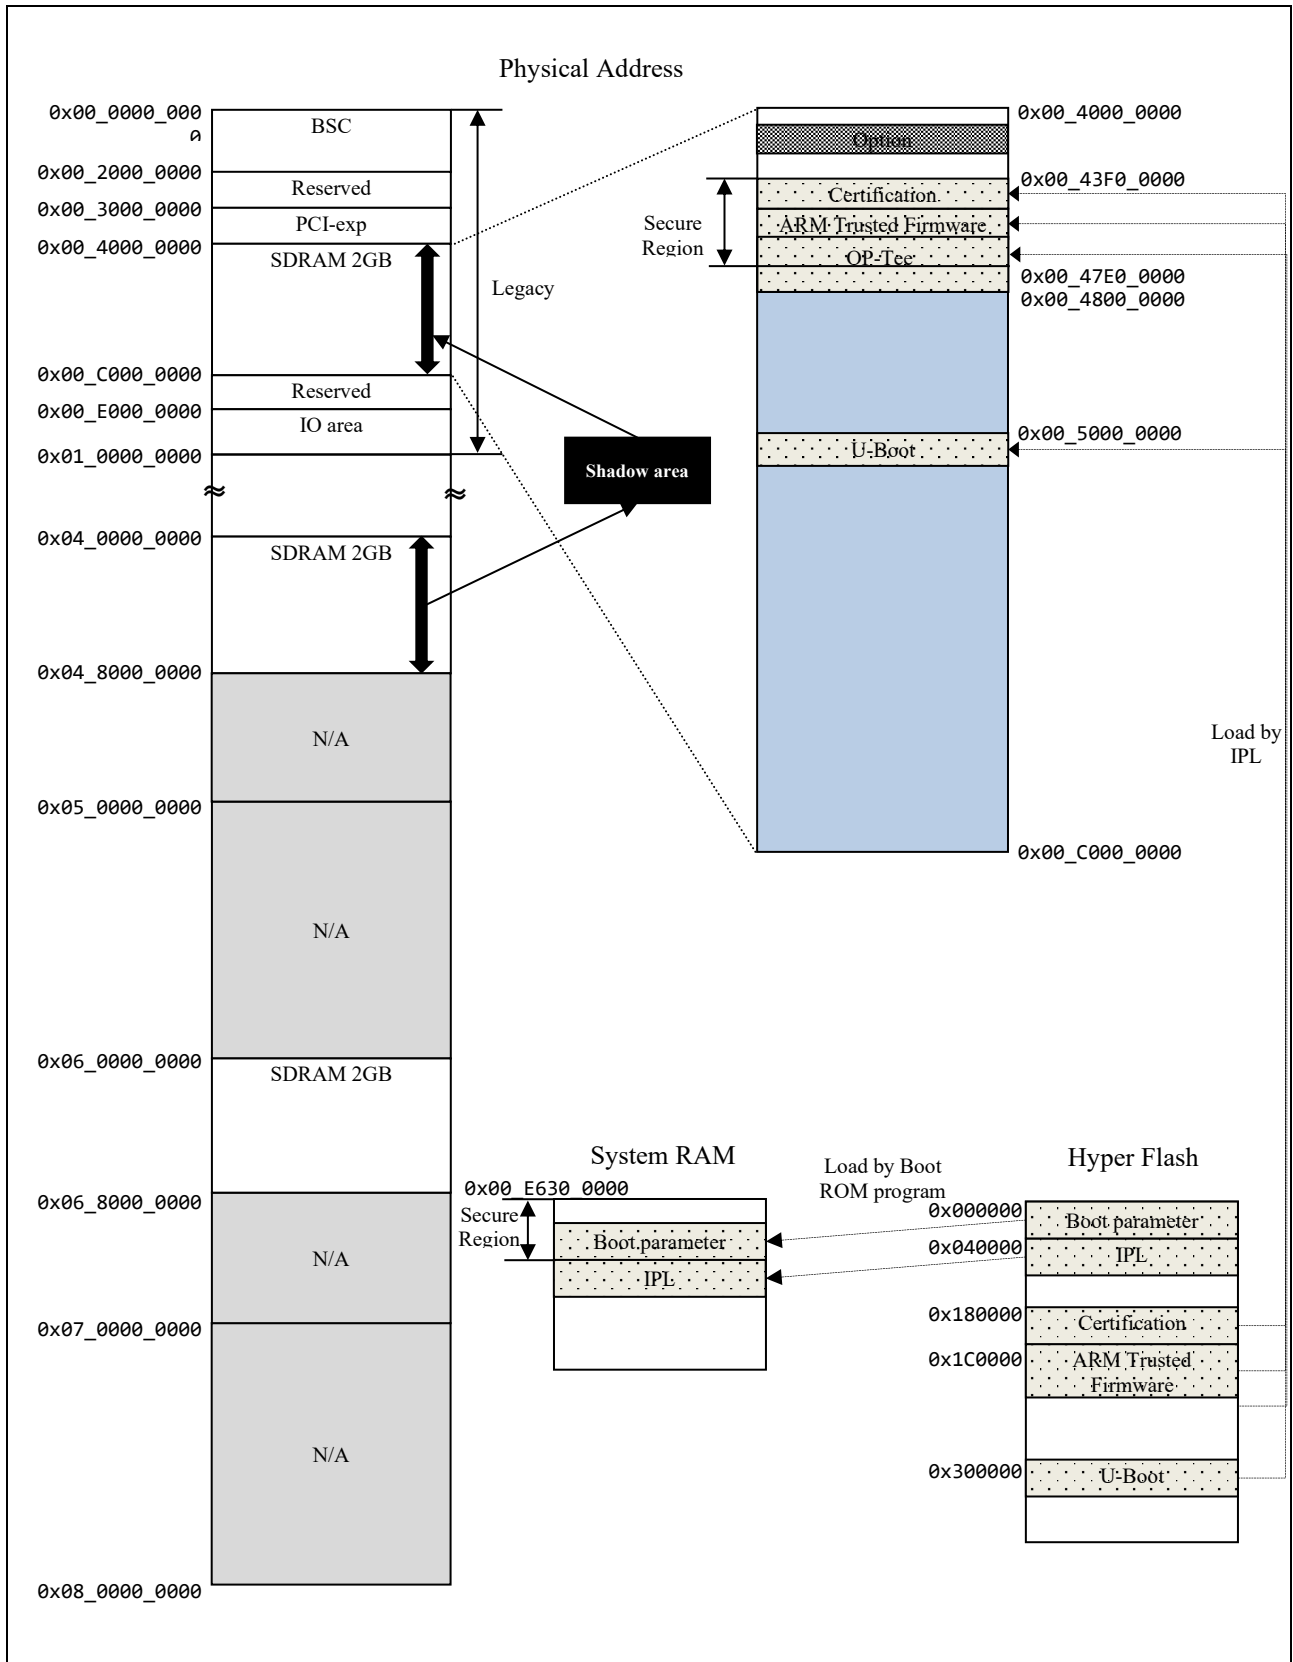 Physical Address
0x00_0000_000
0
BSC
0x00_2000_0000
Reserved
0x00_3000_0000
PCI-exp
0x00_4000_0000
SDRAM 2GB
Legacy
0x00_C000_0000
Reserved
0x00_E000_0000
IO area
0x01_0000_0000
Shadow area
0x04_0000_0000
SDRAM 2GB
0x04_8000_0000
N/A
0x05_0000_0000
N/A
0x06_0000_0000
SDRAM 2GB
0x06_8000_0000
N/A
0x07_0000_0000
N/A
0x08_0000_0000
0x00_4000_0000
Option
0x00_43F0_0000
Certification
Secure
Region
ARM Trusted Firmware
OP-Tee
0x00_47E0_0000
0x00_4800_0000
0x00_5000_0000
U-Boot
Load by
IPL
0x00_C000_0000
System RAM
0x00_E630_0000
Secure
Region
Boot parameter
IPL
Load by Boot
ROM program
Hyper Flash
0x000000
Boot parameter
0x040000
IPL
0x180000
Certification
0x1C0000
ARM Trusted
Firmware
0x300000
U-Boot